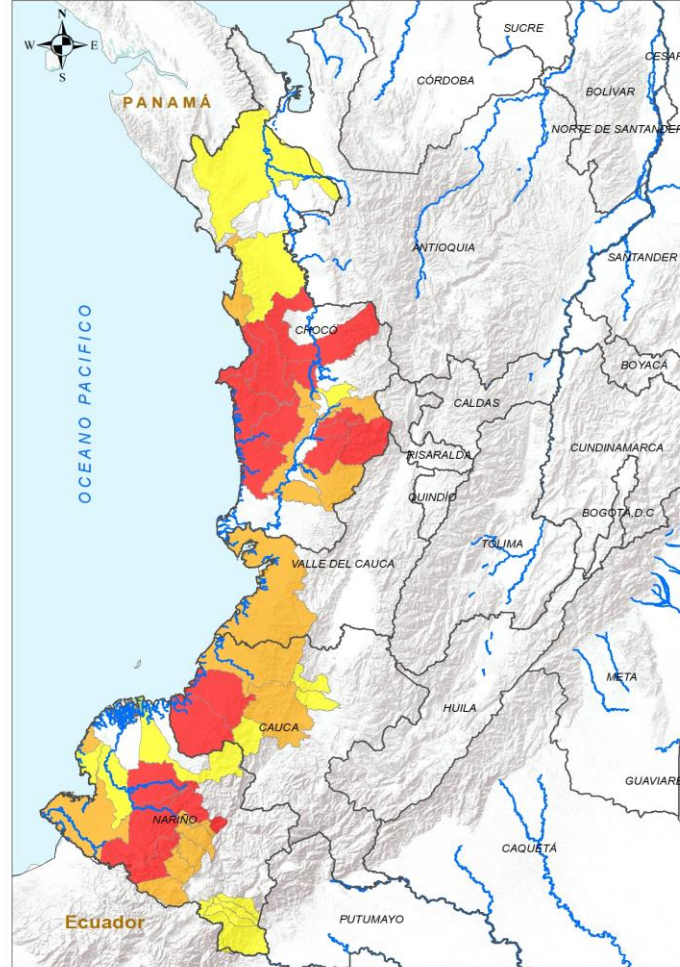 N
W E
S
SUCRE
CESAR
CÓRDOBA
BOLÍVAR
PANAMÁ
NORTE DE SANTANDER
ANTIOQUIA
SANTANDER
OCEANO PACIFICO
CHOCÓ
BOYACÁ
CALDAS
CUNDINAMARCA
RISARALDA
QUINDÍO
BOGOTÁ,D.C
TOLIMA
VALLE DEL CAUCA
META
HUILA
CAUCA
GUAVIARE
NARIÑO
CAQUETÁ
Ecuador
PUTUMAYO